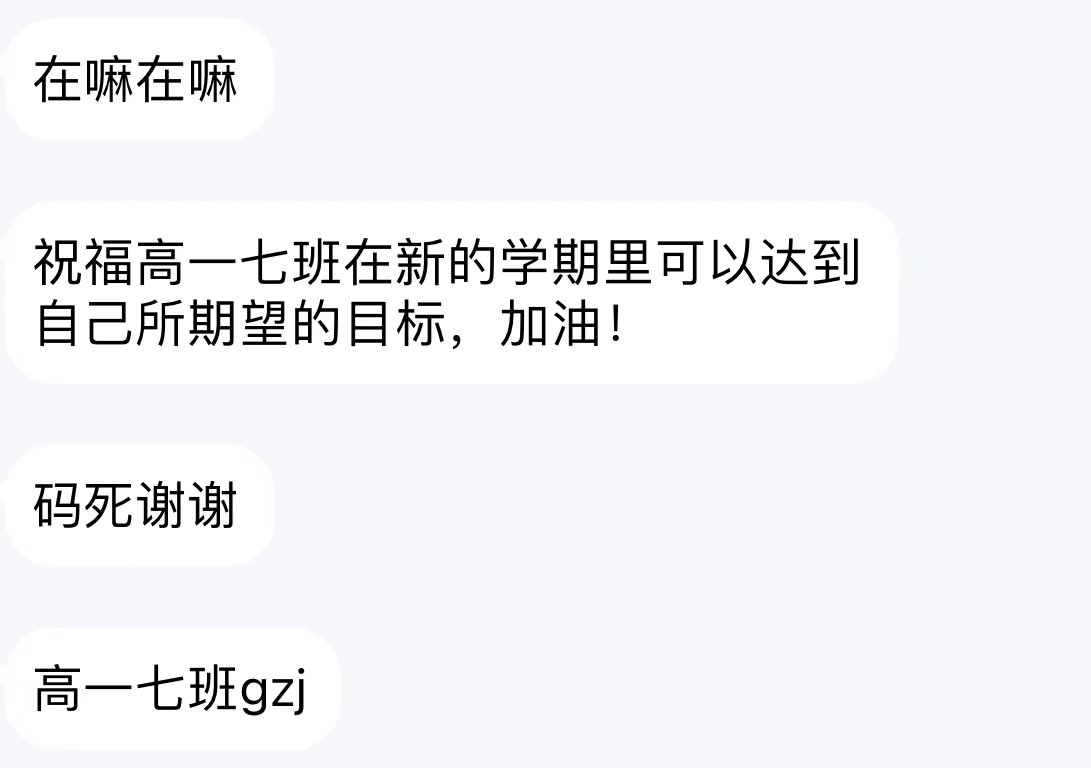 在嘛在嘛
祝福高一七班在新的学期里可以达到
自己所期望的目标，加油！
码死谢谢
高一七班gzj